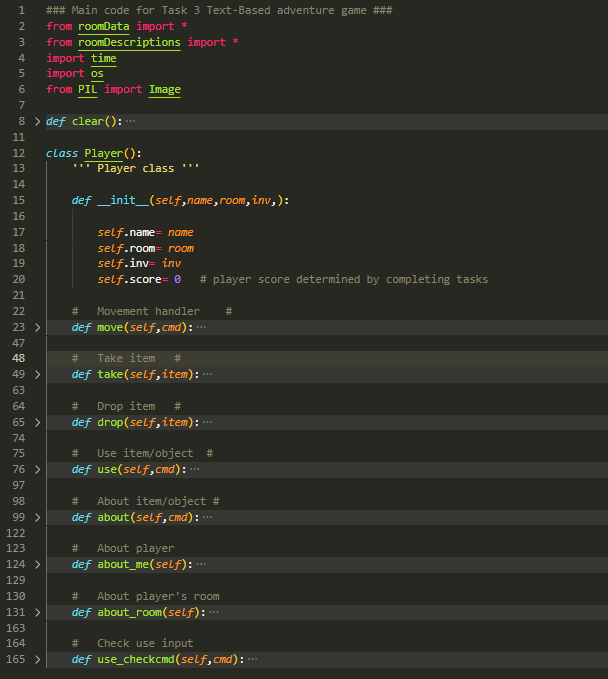 1 ### Main code for Task 3 Text-Based adventure game ###
2 from roomData import *
3 from roomDescriptions import *
4 import time
5 import os
6 from PIL import Image
7
8 def clear():
11
12 class Player():
13 ''' Player class '''
14
15 def __init__(self,name,room,inv,):
16
17 self.name= name
18 self.room= room
19 self.inv= inv
20 self.score= 0 # player score determined by completing tasks
21
22 # Movement handler #
23 def move(self,cmd):
47
48 # Take item #
49 def take(self,item):
63
64 # Drop item #
65 def drop(self,item):
74
75 # Use item/object #
76 def use(self,cmd):
97
98 # About item/object #
99 def about(self,cmd):
122
123 # About player
124 def about_me(self):
129
130 # About player's room
131 def about_room(self):
163
164 # Check use input
165 def use_checkcmd(self,cmd):